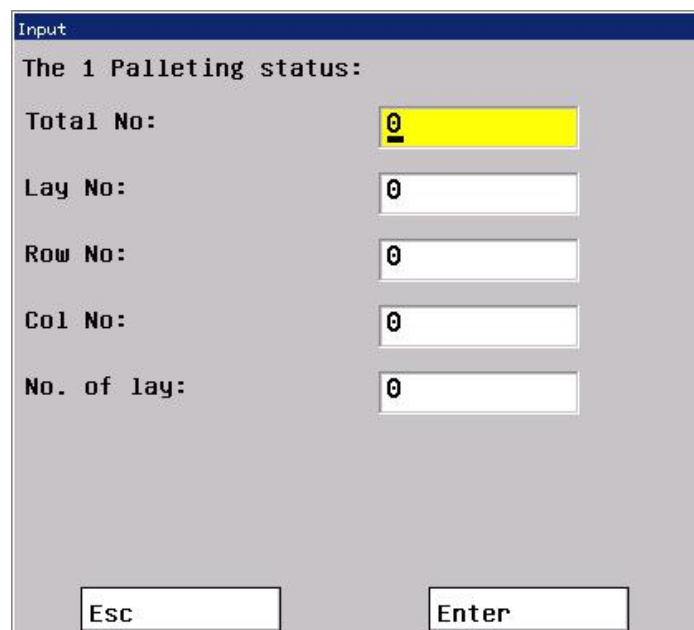 Input
The 1 Palleting status:
Total No: 0
Lay No: 0
Row No: 0
Col No: 0
No. of lay: 0
Esc Enter